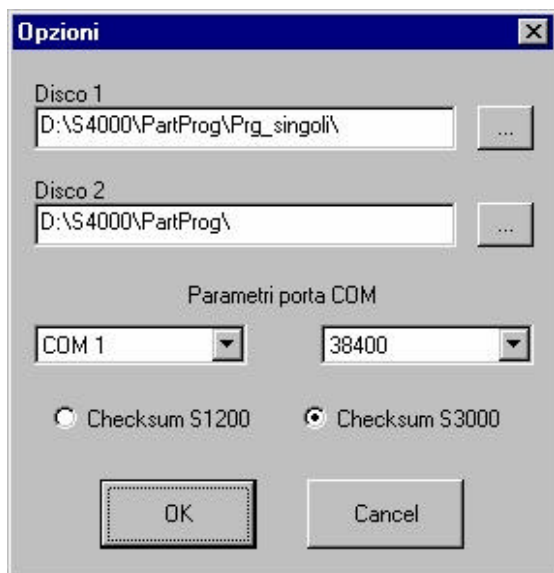 Opzioni
Disco 1
D:\S4000\PartProg\Prg_singoli\
...
Disco 2
D:\S4000\PartProg\
...
Parametri porta COM
COM 1 38400
Checksum S1200 Checksum S3000
OK Cancel